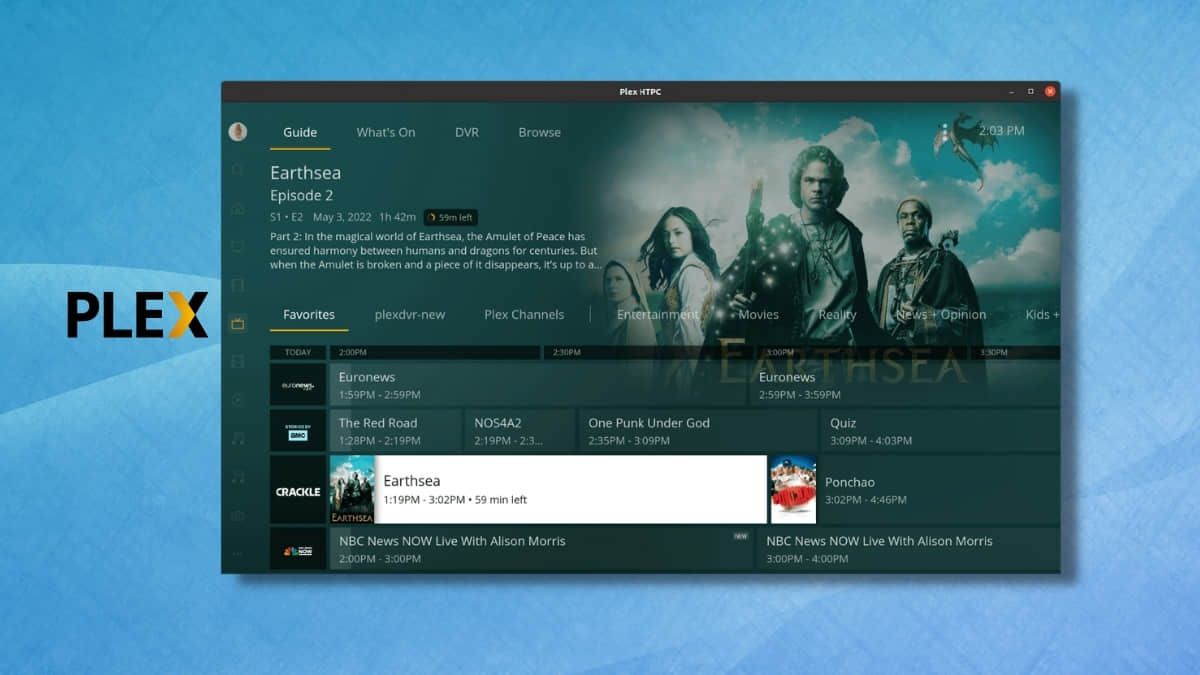 PLEX
Plex HTPC
Guide What's On DVR Browse
2:03 PM
Earthsea
Episode 2
S1 • E2 May 3, 2022 1h 42m 59m left
Part 2: In the magical world of Earthsea, the Amulet of Peace has
ensured harmony between humans and dragons for centuries. But
when the Amulet is broken and a piece of it disappears, it's up to a...
Favorites plexdvr-new Plex Channels Entertainment Movies Reality News + Opinion Kids +
EARTHSEA
TODAY 2:00PM 2:30PM 3:00PM 3:30PM
euronews.
Euronews Euronews
1:59PM - 2:59PM 2:59PM - 3:59PM
STORIES BY
AMC
The Red Road NOS4A2 One Punk Under God Quiz
1:28PM - 2:19PM 2:19PM - 2:3... 2:35PM - 3:09PM 3:09PM - 4:03PM
CRACKLE
EARTHSEA
Earthsea Ponchao
1:19PM - 3:02PM • 59 min left 3:02PM - 4:46PM
NOW
NBC News NOW Live With Alison Morris NEW NBC News NOW Live With Alison Morris
2:00PM - 3:00PM 3:00PM - 4:00PM